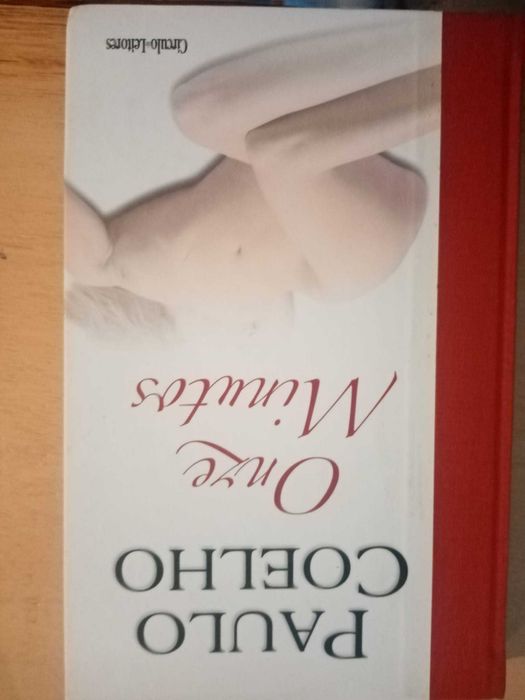 PAULO
COELHO
Onze
Minutos
Círculo de Leitores